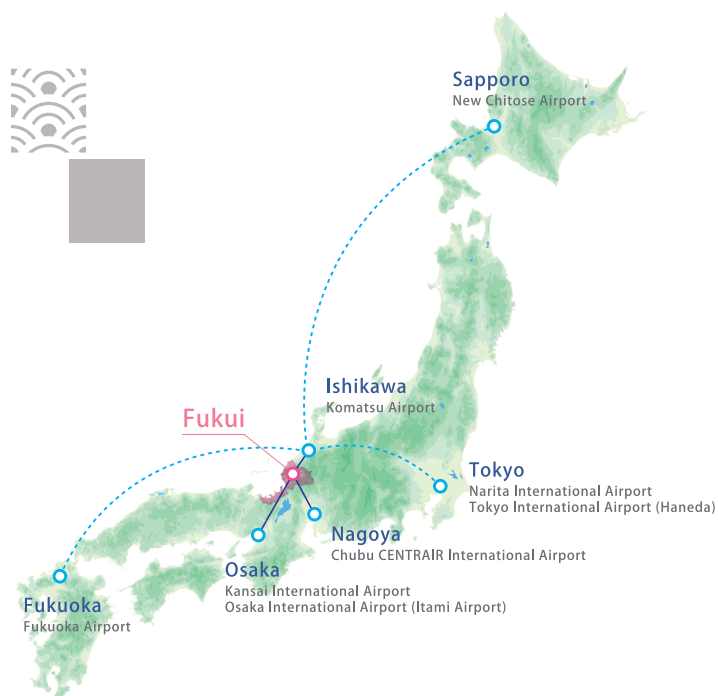 Sapporo
New Chitose Airport
Ishikawa
Komatsu Airport
Fukui
Tokyo
Narita International Airport
Tokyo International Airport (Haneda)
Nagoya
Chubu CENTRAIR International Airport
Osaka
Kansai International Airport
Osaka International Airport (Itami Airport)
Fukuoka
Fukuoka Airport